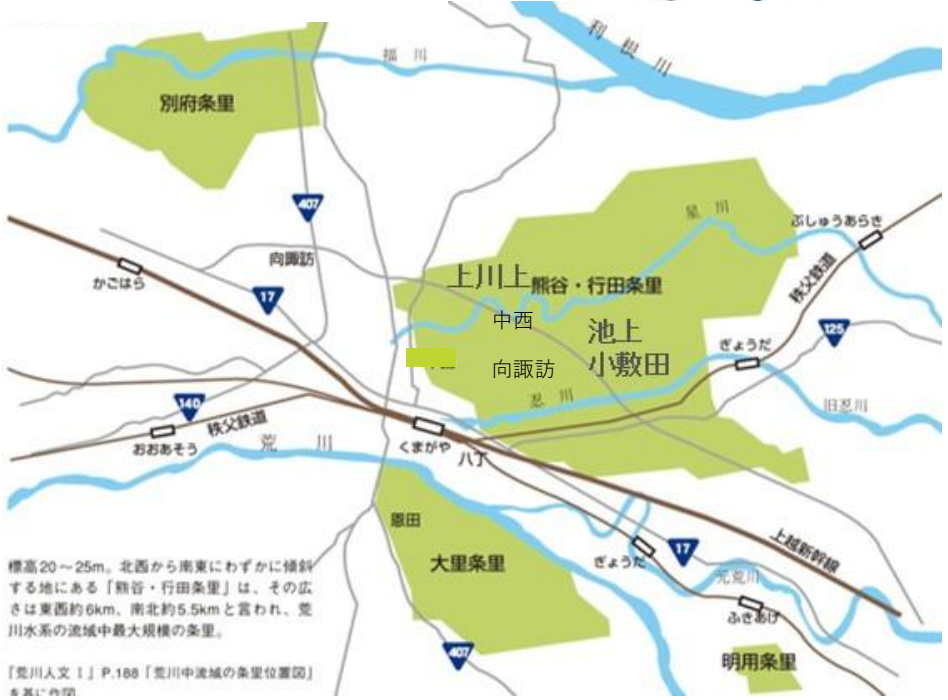 利根川
福川
別府条里
407
星川
ぶしゅうあらき
向諏訪
かごはら
17
上川上
熊谷・行田条里
秩父鉄道
中西
池上
小敷田
125
ぎょうだ
向諏訪
忍川
旧忍川
140
秩父鉄道
おおあそう
荒川
くまがや
八丁
恩田
大里条里
ぎょうだ
17
上越新幹線
元荒川
ふきあげ
407
明用条里
標高20〜25m。北西から南東にわずかに傾斜
する地にある「熊谷・行田条里」は、その広
さは東西約6km、南北約5.5kmと言われ、荒
川水系の流域中最大規模の条里。
『荒川人文Ⅰ』P.188「荒川中流域の条里位置図」
を基に作図